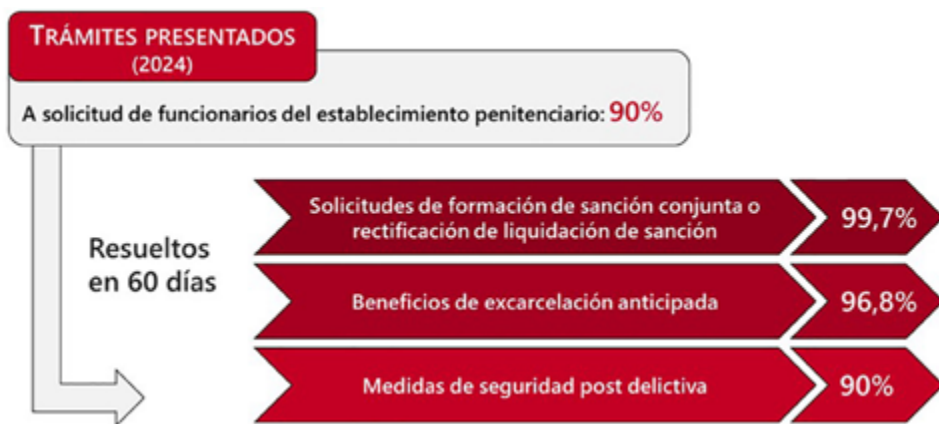 TRÁMITES PRESENTADOS
(2024)
A solicitud de funcionarios del establecimiento penitenciario: 90%
Resueltos
en 60 días
Solicitudes de formación de sanción conjunta o
rectificación de liquidación de sanción
99,7%
Beneficios de excarcelación anticipada
96,8%
Medidas de seguridad post delictiva
90%